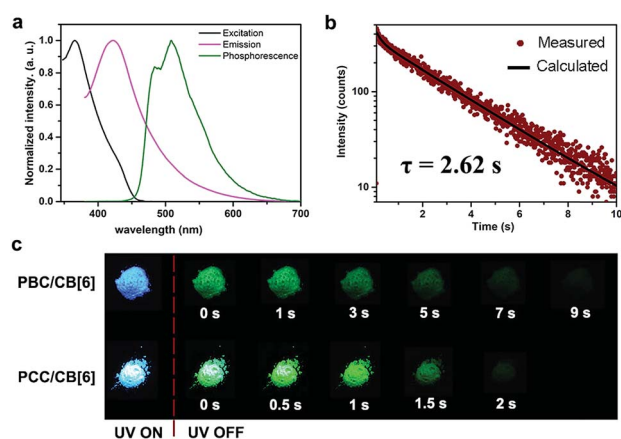 a
Excitation
Emission
Phosphorescence
Normalized intensity. (a. u.)
1.0
0.8
0.6
0.4
0.2
0.0
400
500
600
700
wavelength (nm)
b
Measured
Calculated
Intensity (counts)
100
10
τ = 2.62 s
2
4
6
8
10
Time (s)
c
PBC/CB[6]
0 s
1 s
3 s
5 s
7 s
9 s
PCC/CB[6]
0 s
0.5 s
1 s
1.5 s
2 s
UV ON
UV OFF